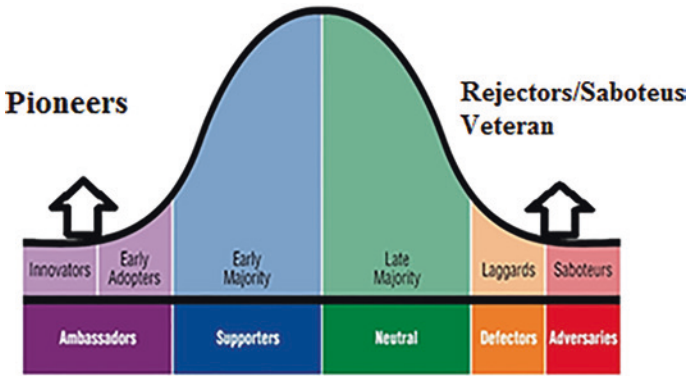 Pioneers
Rejectors/Saboteus
Veteran
Innovators
Early
Adopters
Early
Majority
Late
Majority
Laggards
Saboteurs
Ambassadors
Supporters
Neutral
Defectors
Adversaries